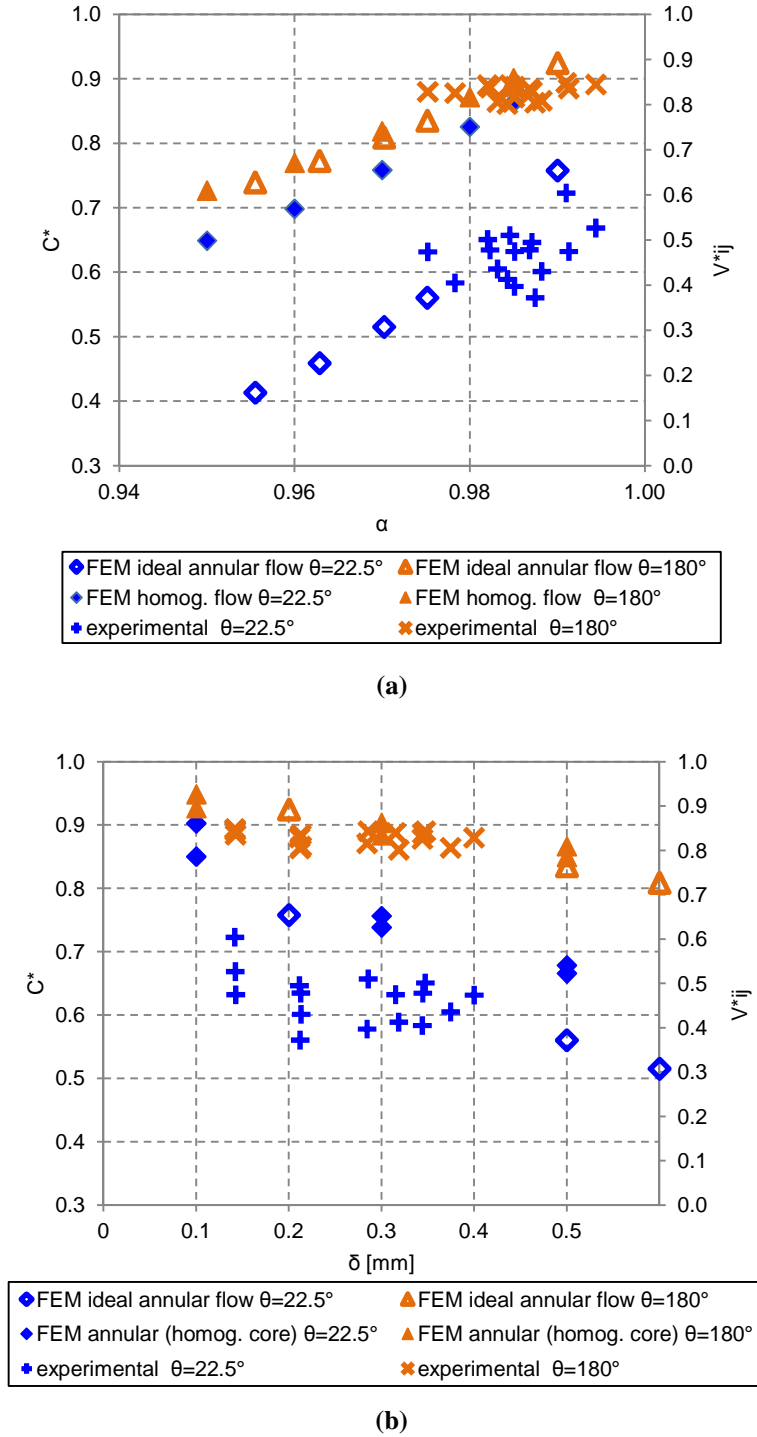 1.0 1.0
0.9 0.9
0.8 0.8
0.7 0.7
0.6 0.6
0.5 0.5
0.4 0.4
0.3 0.3
0.2
0.1
0.0
C*
V*ij
0.94 0.96 0.98 1.00
α
FEM ideal annular flow θ=22.5° FEM ideal annular flow θ=180°
FEM homog. flow θ=22.5° FEM homog. flow θ=180°
experimental θ=22.5° experimental θ=180°
(a)
1.0 1.0
0.9 0.9
0.8 0.8
0.7 0.7
0.6 0.6
0.5 0.5
0.4 0.4
0.3 0.3
0.2
0.1
0.0
C*
V*ij
0 0.1 0.2 0.3 0.4 0.5
δ [mm]
FEM ideal annular flow θ=22.5° FEM ideal annular flow θ=180°
FEM annular (homog. core) θ=22.5° FEM annular (homog. core) θ=180°
experimental θ=22.5° experimental θ=180°
(b)